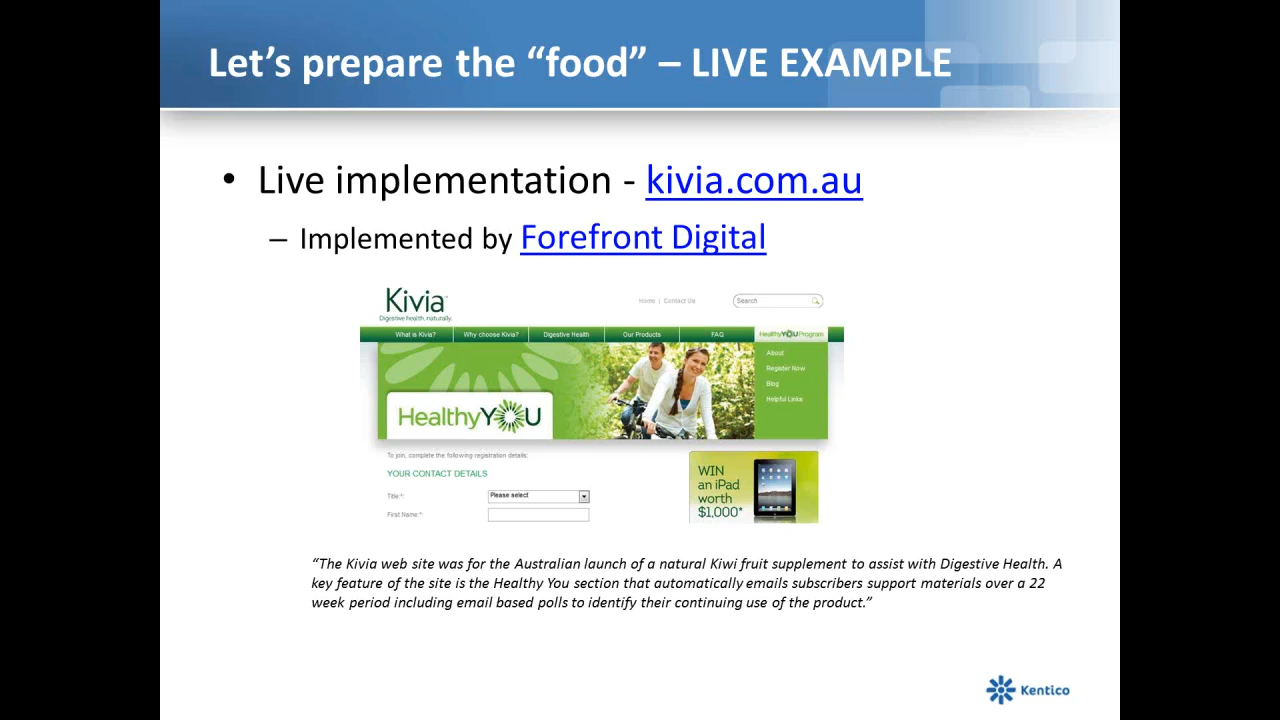 Let's prepare the “food” – LIVE EXAMPLE
• Live implementation - kivia.com.au
– Implemented by Forefront Digital
Kivia™
Digestive health, naturally.
Home | Contact Us
Search
What is Kivia?
Why choose Kivia?
Digestive Health
Our Products
FAQ
HealthyYOU Program
About
Register Now
Blog
Helpful Links
HealthyYOU
To join, complete the following registration details:
YOUR CONTACT DETAILS
Title:*:
Please select
First Name:*:
WIN
an iPad
worth
$1,000*
“The Kivia web site was for the Australian launch of a natural Kiwi fruit supplement to assist with Digestive Health. A
key feature of the site is the Healthy You section that automatically emails subscribers support materials over a 22
week period including email based polls to identify their continuing use of the product.”
Kentico